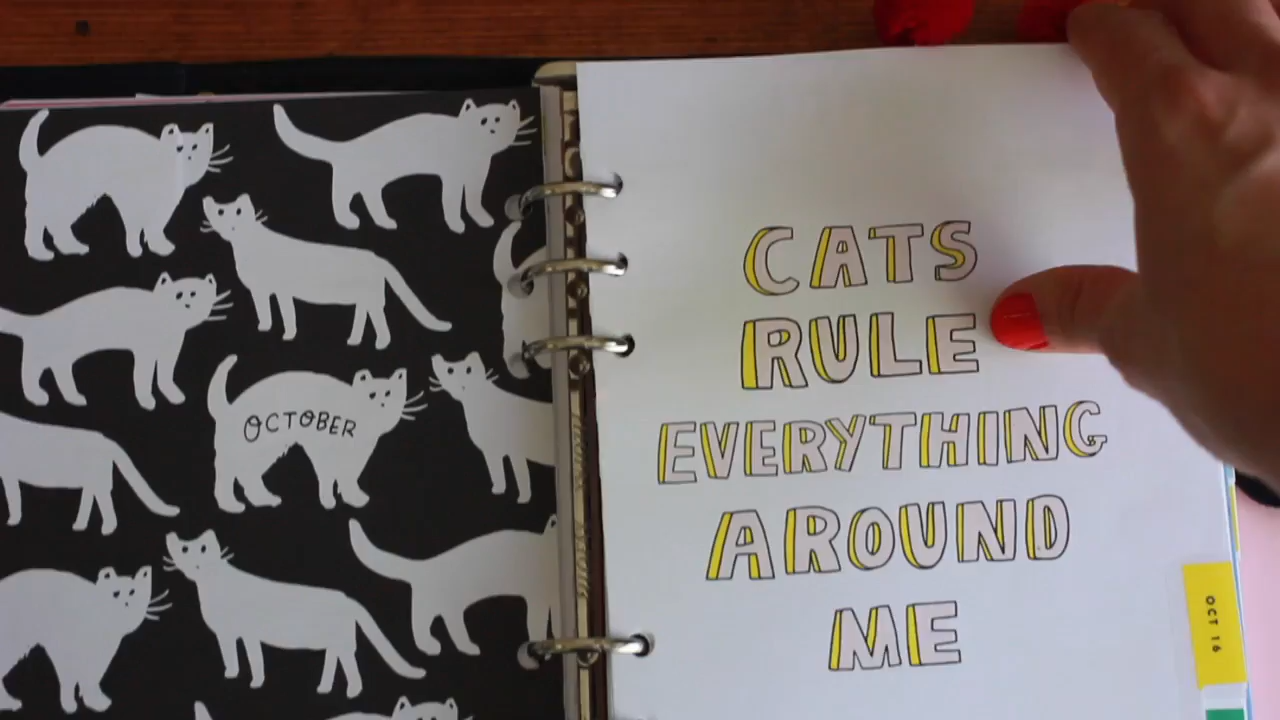 OCTOBER
CATS
RULE
EVERYTHING
AROUND
ME
OCT 16